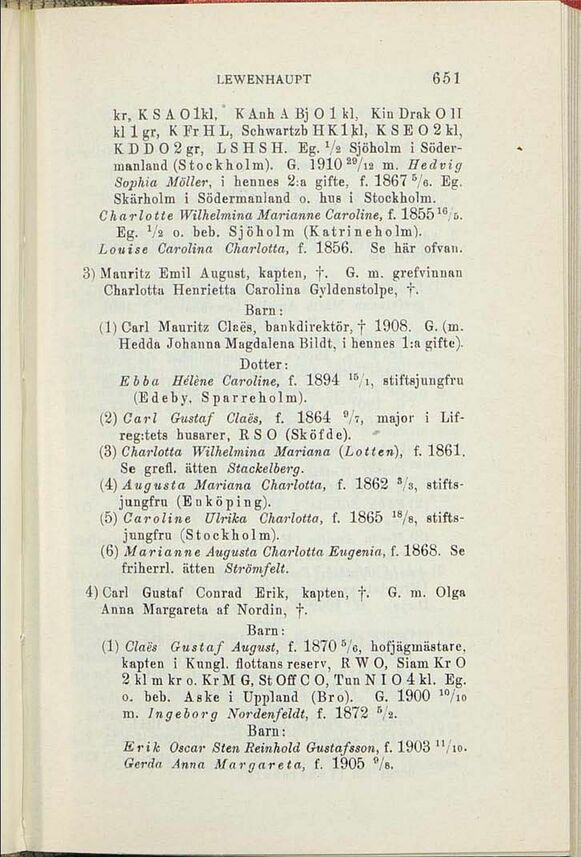 LEWENHAUPT 651
kr, K S A O 1kl, K Anh A Bj O 1 kl, Kin Drak O II
kl 1 gr, K Fr H L, Schwartzb H K 1 kl, K S E O 2 kl,
K D D O 2 gr, L S H S H. Eg. 1/2 Sjöholm i Söder-
manland (Stockholm). G. 1910 29/12 m. Hedvig
Sophia Möller, i hennes 2:a gifte, f. 1867 5/6. Eg.
Skärholm i Södermanland o. hus i Stockholm.
Charlotte Wilhelmina Marianne Caroline, f. 1855 16/5.
Eg. 1/2 o. beb. Sjöholm (Katrineholm).
Louise Carolina Charlotta, f. 1856. Se här ofvan.
3) Mauritz Emil August, kapten, †. G. m. grefvinnan
Charlotta Henrietta Carolina Gyldenstolpe, †.
Barn:
(1) Carl Mauritz Claës, bankdirektör, † 1908. G. (m.
Hedda Johanna Magdalena Bildt, i hennes 1:a gifte).
Dotter:
Ebba Hélène Caroline, f. 1894 15/1, stiftsjungfru
(Edeby, Sparreholm).
(2) Carl Gustaf Claës, f. 1864 9/7, major i Lif-
reg:tets husarer, R S O (Sköfde).
(3) Charlotta Wilhelmina Mariana (Lotten), f. 1861.
Se grefl. ätten Stackelberg.
(4) Augusta Mariana Charlotta, f. 1862 3/3, stifts-
jungfru (Enköping).
(5) Caroline Ulrika Charlotta, f. 1865 18/8, stifts-
jungfru (Stockholm).
(6) Marianne Augusta Charlotta Eugenia, f. 1868. Se
friherrl. ätten Strömfelt.
4) Carl Gustaf Conrad Erik, kapten, †. G. m. Olga
Anna Margareta af Nordin, †.
Barn:
(1) Claës Gustaf August, f. 1870 5/6, hofjägmästare,
kapten i Kungl. flottans reserv, R W O, Siam Kr O
2 kl m kr o. Kr M G, St Off C O, Tun N I O 4 kl. Eg.
o. beb. Aske i Uppland (Bro). G. 1900 10/10
m. Ingeborg Nordenfeldt, f. 1872 5/2.
Barn:
Erik Oscar Sten Reinhold Gustafsson, f. 1903 11/10.
Gerda Anna Margareta, f. 1905 9/8.